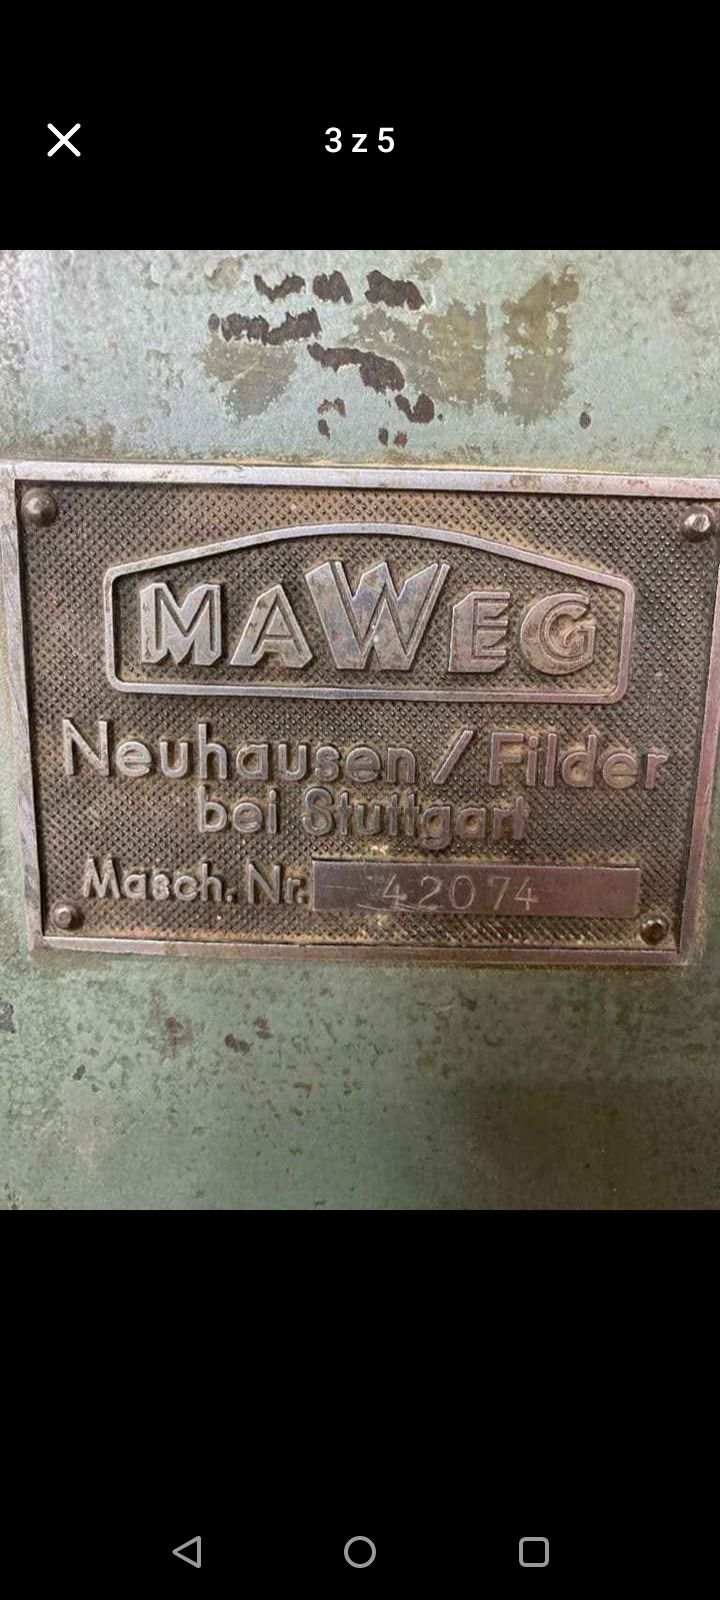 3 z 5
MAWEG
Neuhausen/Filder
bei Stuttgart
Masch. Nr. 42074